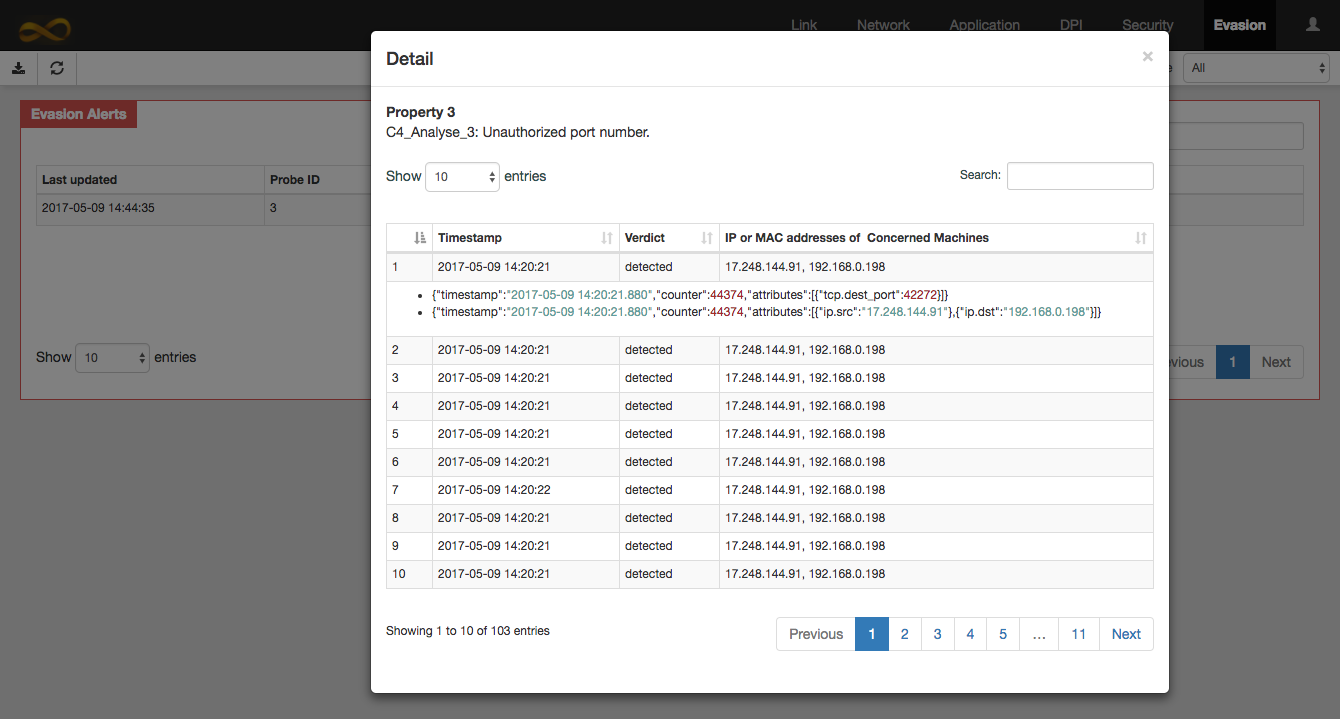 Link Network Application DPI Security Evasion
Detail ×
All
Evasion Alerts
Property 3
C4_Analyse_3: Unauthorized port number.
Show 10 entries
Search:
Last updated Probe ID
2017-05-09 14:44:35 3
Timestamp Verdict IP or MAC addresses of Concerned Machines
1 2017-05-09 14:20:21 detected 17.248.144.91, 192.168.0.198
• {"timestamp":"2017-05-09 14:20:21.880","counter":44374,"attributes":[{"tcp.dest_port":42272}]}
• {"timestamp":"2017-05-09 14:20:21.880","counter":44374,"attributes":[{"ip.src":"17.248.144.91"},{"ip.dst":"192.168.0.198"}]}
2 2017-05-09 14:20:21 detected 17.248.144.91, 192.168.0.198
3 2017-05-09 14:20:21 detected 17.248.144.91, 192.168.0.198
4 2017-05-09 14:20:21 detected 17.248.144.91, 192.168.0.198
5 2017-05-09 14:20:21 detected 17.248.144.91, 192.168.0.198
6 2017-05-09 14:20:21 detected 17.248.144.91, 192.168.0.198
7 2017-05-09 14:20:22 detected 17.248.144.91, 192.168.0.198
8 2017-05-09 14:20:21 detected 17.248.144.91, 192.168.0.198
9 2017-05-09 14:20:21 detected 17.248.144.91, 192.168.0.198
10 2017-05-09 14:20:21 detected 17.248.144.91, 192.168.0.198
Show 10 entries
vious 1 Next
Showing 1 to 10 of 103 entries
Previous 1 2 3 4 5 … 11 Next